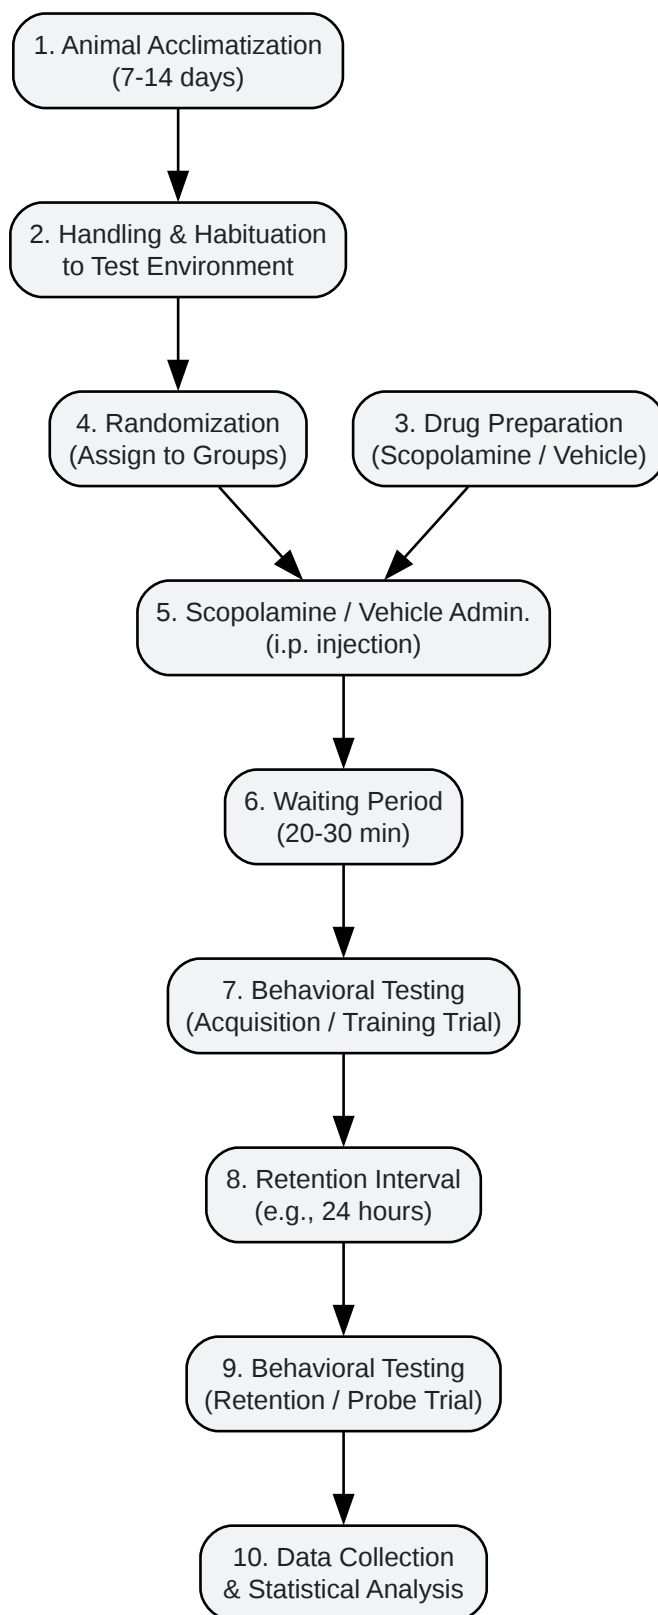 1. Animal Acclimatization
(7-14 days)
2. Handling & Habituation
to Test Environment
4. Randomization
(Assign to Groups)
3. Drug Preparation
(Scopolamine / Vehicle)
5. Scopolamine / Vehicle Admin.
(i.p. injection)
6. Waiting Period
(20-30 min)
7. Behavioral Testing
(Acquisition / Training Trial)
8. Retention Interval
(e.g., 24 hours)
9. Behavioral Testing
(Retention / Probe Trial)
10. Data Collection
& Statistical Analysis